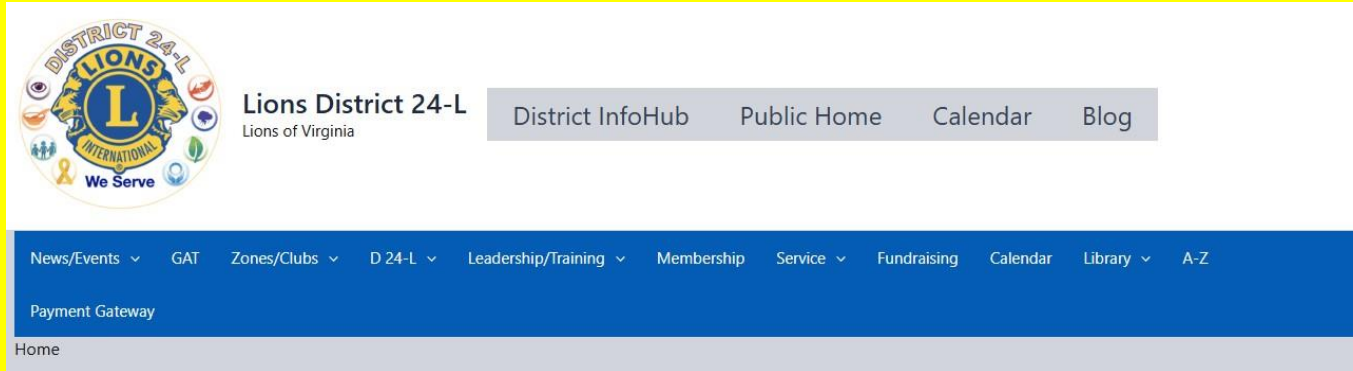 DISTRICT 24-L
LIONS
L
INTERNATIONAL
We Serve
Lions District 24-L
Lions of Virginia
District InfoHub Public Home Calendar Blog
News/Events GAT Zones/Clubs D 24-L Leadership/Training Membership Service Fundraising Calendar Library A-Z
Payment Gateway
Home